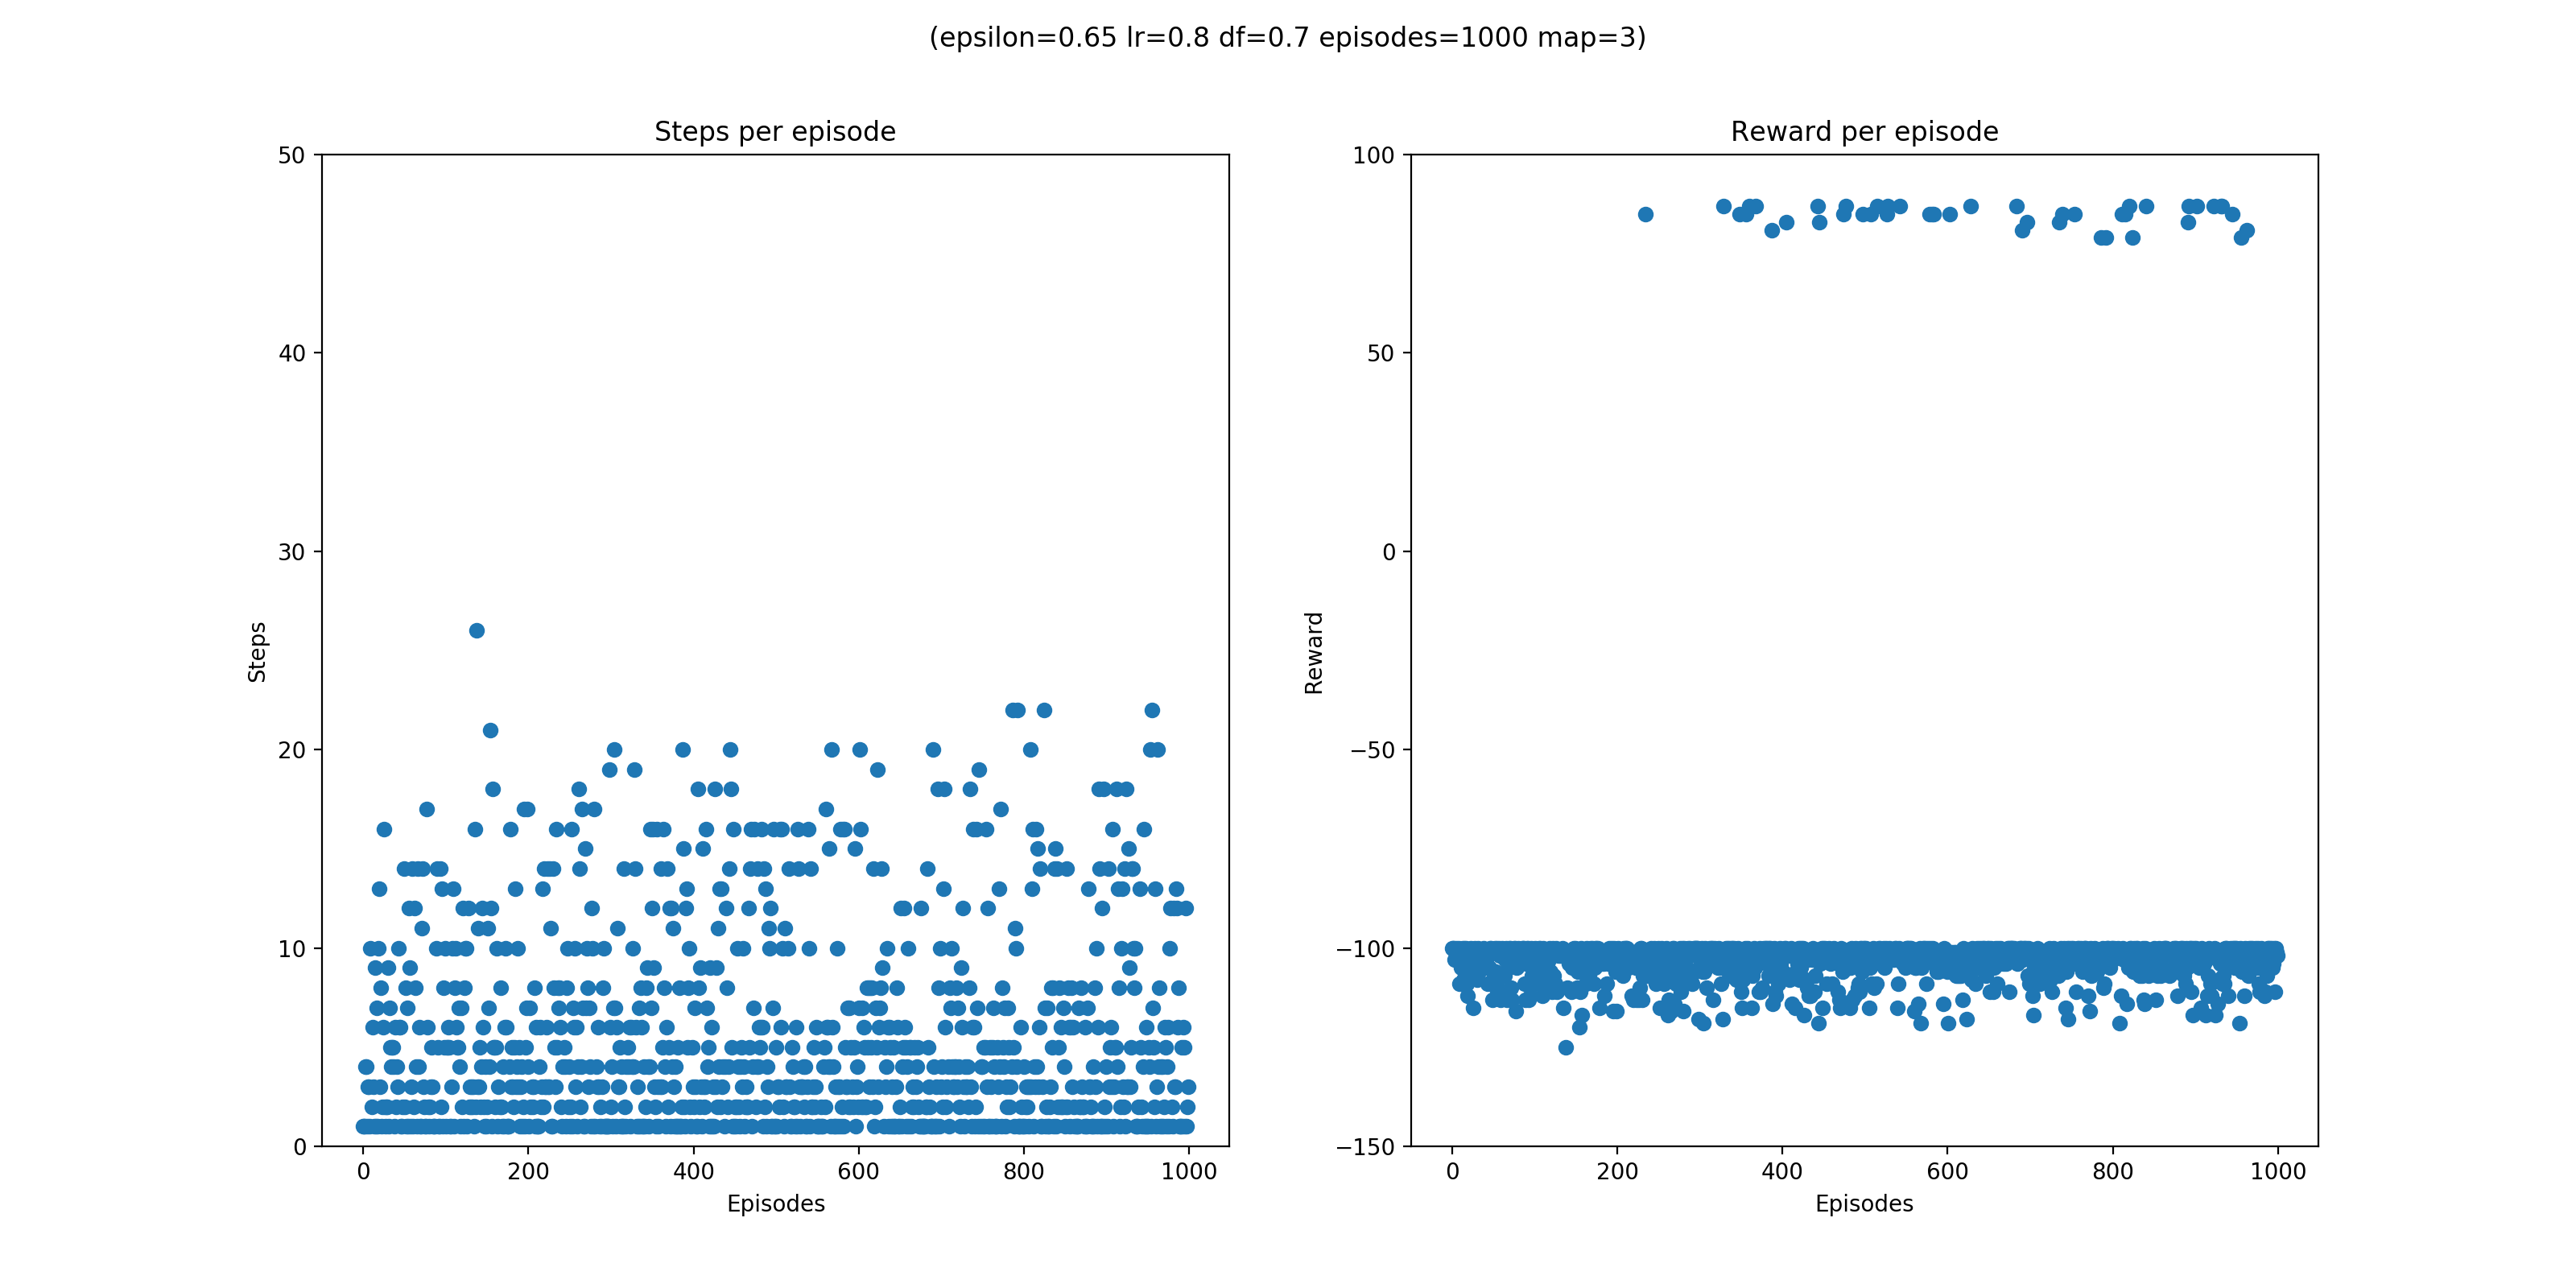 (epsilon=0.65 lr=0.8 df=0.7 episodes=1000 map=3)
Steps per episode
50
40
30
20
10
0
Steps
0 200 400 600 800 1000
Episodes
Reward per episode
100
50
0
−50
−100
−150
Reward
0 200 400 600 800 1000
Episodes